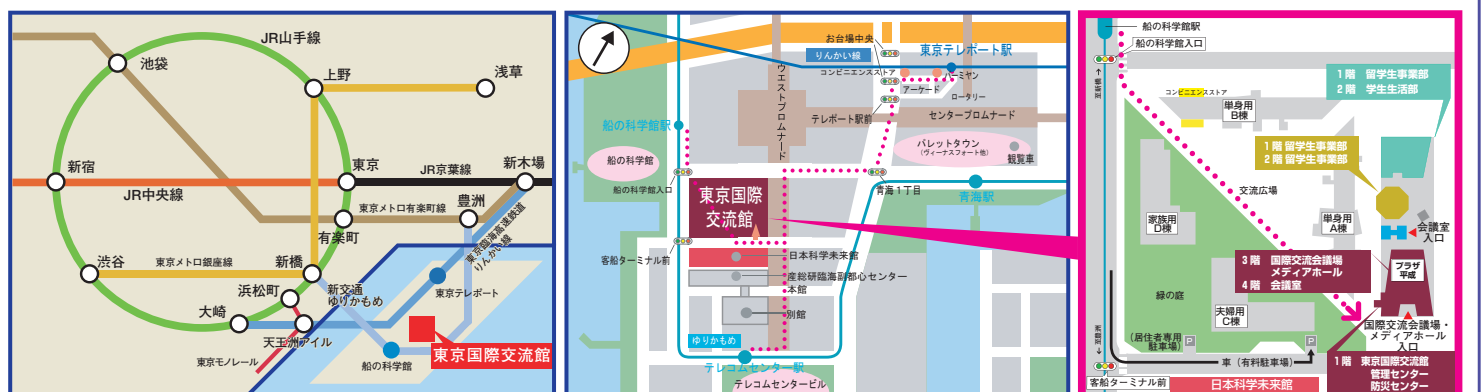 JR山手線
池袋
上野
浅草
新宿
東京
JR京葉線
新木場
JR中央線
東京メトロ有楽町線
豊洲
有楽町
東京臨海高速鉄道
りんかい線
渋谷
東京メトロ銀座線
新橋
浜松町
新交通
ゆりかもめ
東京テレポート
大崎
天王洲アイル
東京モノレール
船の科学館
東京国際交流館
お台場中央
りんかい線
東京テレポート駅
コンビニエンスストア
バーミヤン
アーケード
ロータリー
ウエストプロムナード
テレポート駅前
センタープロムナード
船の科学館駅
船の科学館
パレットタウン
(ヴィーナスフォート他)
観覧車
船の科学館入口
青海1丁目
青海駅
東京国際
交流館
客船ターミナル前
日本科学未来館
産総研臨海副都心センター
本館
別館
ゆりかもめ
テレコムセンター駅
テレコムセンタービル
船の科学館駅
船の科学館入口
至新橋
コンビニエンスストア
単身用
B棟
1階 留学生事業部
2階 学生生活部
1階 留学生事業部
2階 留学生事業部
交流広場
家族用
D棟
単身用
A棟
会議室
入口
3階 国際交流会議場
メディアホール
4階 会議室
プラザ
平成
緑の庭
夫婦用
C棟
国際交流会議場・
メディアホール
入口
(居住者専用
駐車場)
P
P
至豊洲
車(有料駐車場)
1階 東京国際交流館
管理センター
防災センター
客船ターミナル前
日本科学未来館